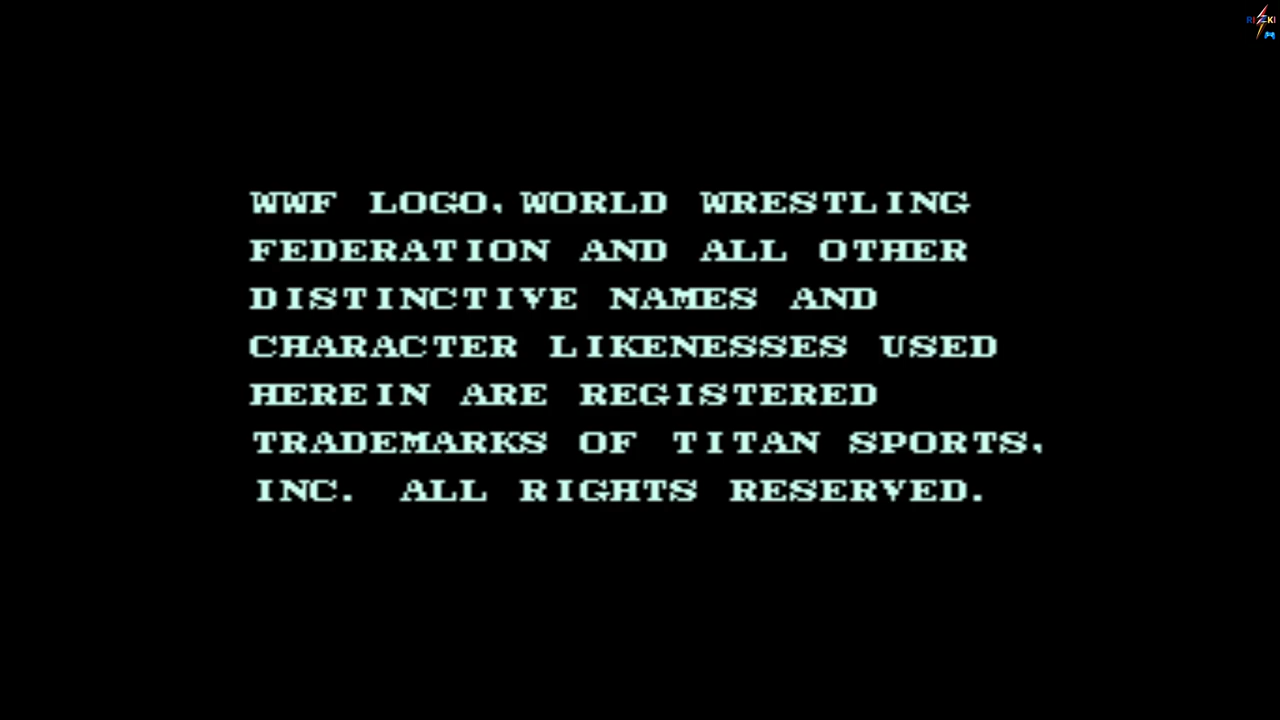 RIZKI
WWF LOGO, WORLD WRESTLING
FEDERATION AND ALL OTHER
DISTINCTIVE NAMES AND
CHARACTER LIKENESSES USED
HEREIN ARE REGISTERED
TRADEMARKS OF TITAN SPORTS,
INC. ALL RIGHTS RESERVED.